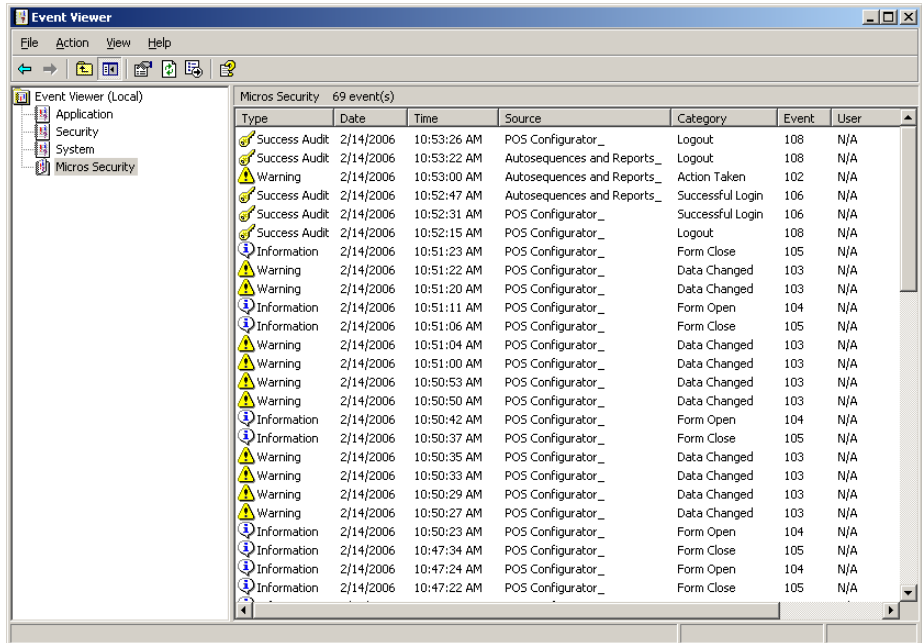 Event Viewer
File Action View Help
Event Viewer (Local)
Application
Security
System
Micros Security
Micros Security 69 event(s)
Type Date Time Source Category Event User
Success Audit 2/14/2006 10:53:26 AM POS Configurator_ Logout 108 N/A
Success Audit 2/14/2006 10:53:22 AM Autosequences and Reports_ Logout 108 N/A
Warning 2/14/2006 10:53:00 AM Autosequences and Reports_ Action Taken 102 N/A
Success Audit 2/14/2006 10:52:47 AM Autosequences and Reports_ Successful Login 106 N/A
Success Audit 2/14/2006 10:52:31 AM POS Configurator_ Successful Login 106 N/A
Success Audit 2/14/2006 10:52:15 AM POS Configurator_ Logout 108 N/A
Information 2/14/2006 10:51:23 AM POS Configurator_ Form Close 105 N/A
Warning 2/14/2006 10:51:22 AM POS Configurator_ Data Changed 103 N/A
Warning 2/14/2006 10:51:20 AM POS Configurator_ Data Changed 103 N/A
Information 2/14/2006 10:51:11 AM POS Configurator_ Form Open 104 N/A
Information 2/14/2006 10:51:06 AM POS Configurator_ Form Close 105 N/A
Warning 2/14/2006 10:51:04 AM POS Configurator_ Data Changed 103 N/A
Warning 2/14/2006 10:51:00 AM POS Configurator_ Data Changed 103 N/A
Warning 2/14/2006 10:50:53 AM POS Configurator_ Data Changed 103 N/A
Warning 2/14/2006 10:50:50 AM POS Configurator_ Data Changed 103 N/A
Information 2/14/2006 10:50:42 AM POS Configurator_ Form Open 104 N/A
Information 2/14/2006 10:50:37 AM POS Configurator_ Form Close 105 N/A
Warning 2/14/2006 10:50:35 AM POS Configurator_ Data Changed 103 N/A
Warning 2/14/2006 10:50:33 AM POS Configurator_ Data Changed 103 N/A
Warning 2/14/2006 10:50:29 AM POS Configurator_ Data Changed 103 N/A
Warning 2/14/2006 10:50:27 AM POS Configurator_ Data Changed 103 N/A
Information 2/14/2006 10:50:23 AM POS Configurator_ Form Open 104 N/A
Information 2/14/2006 10:47:34 AM POS Configurator_ Form Close 105 N/A
Information 2/14/2006 10:47:24 AM POS Configurator_ Form Open 104 N/A
Information 2/14/2006 10:47:22 AM POS Configurator_ Form Close 105 N/A